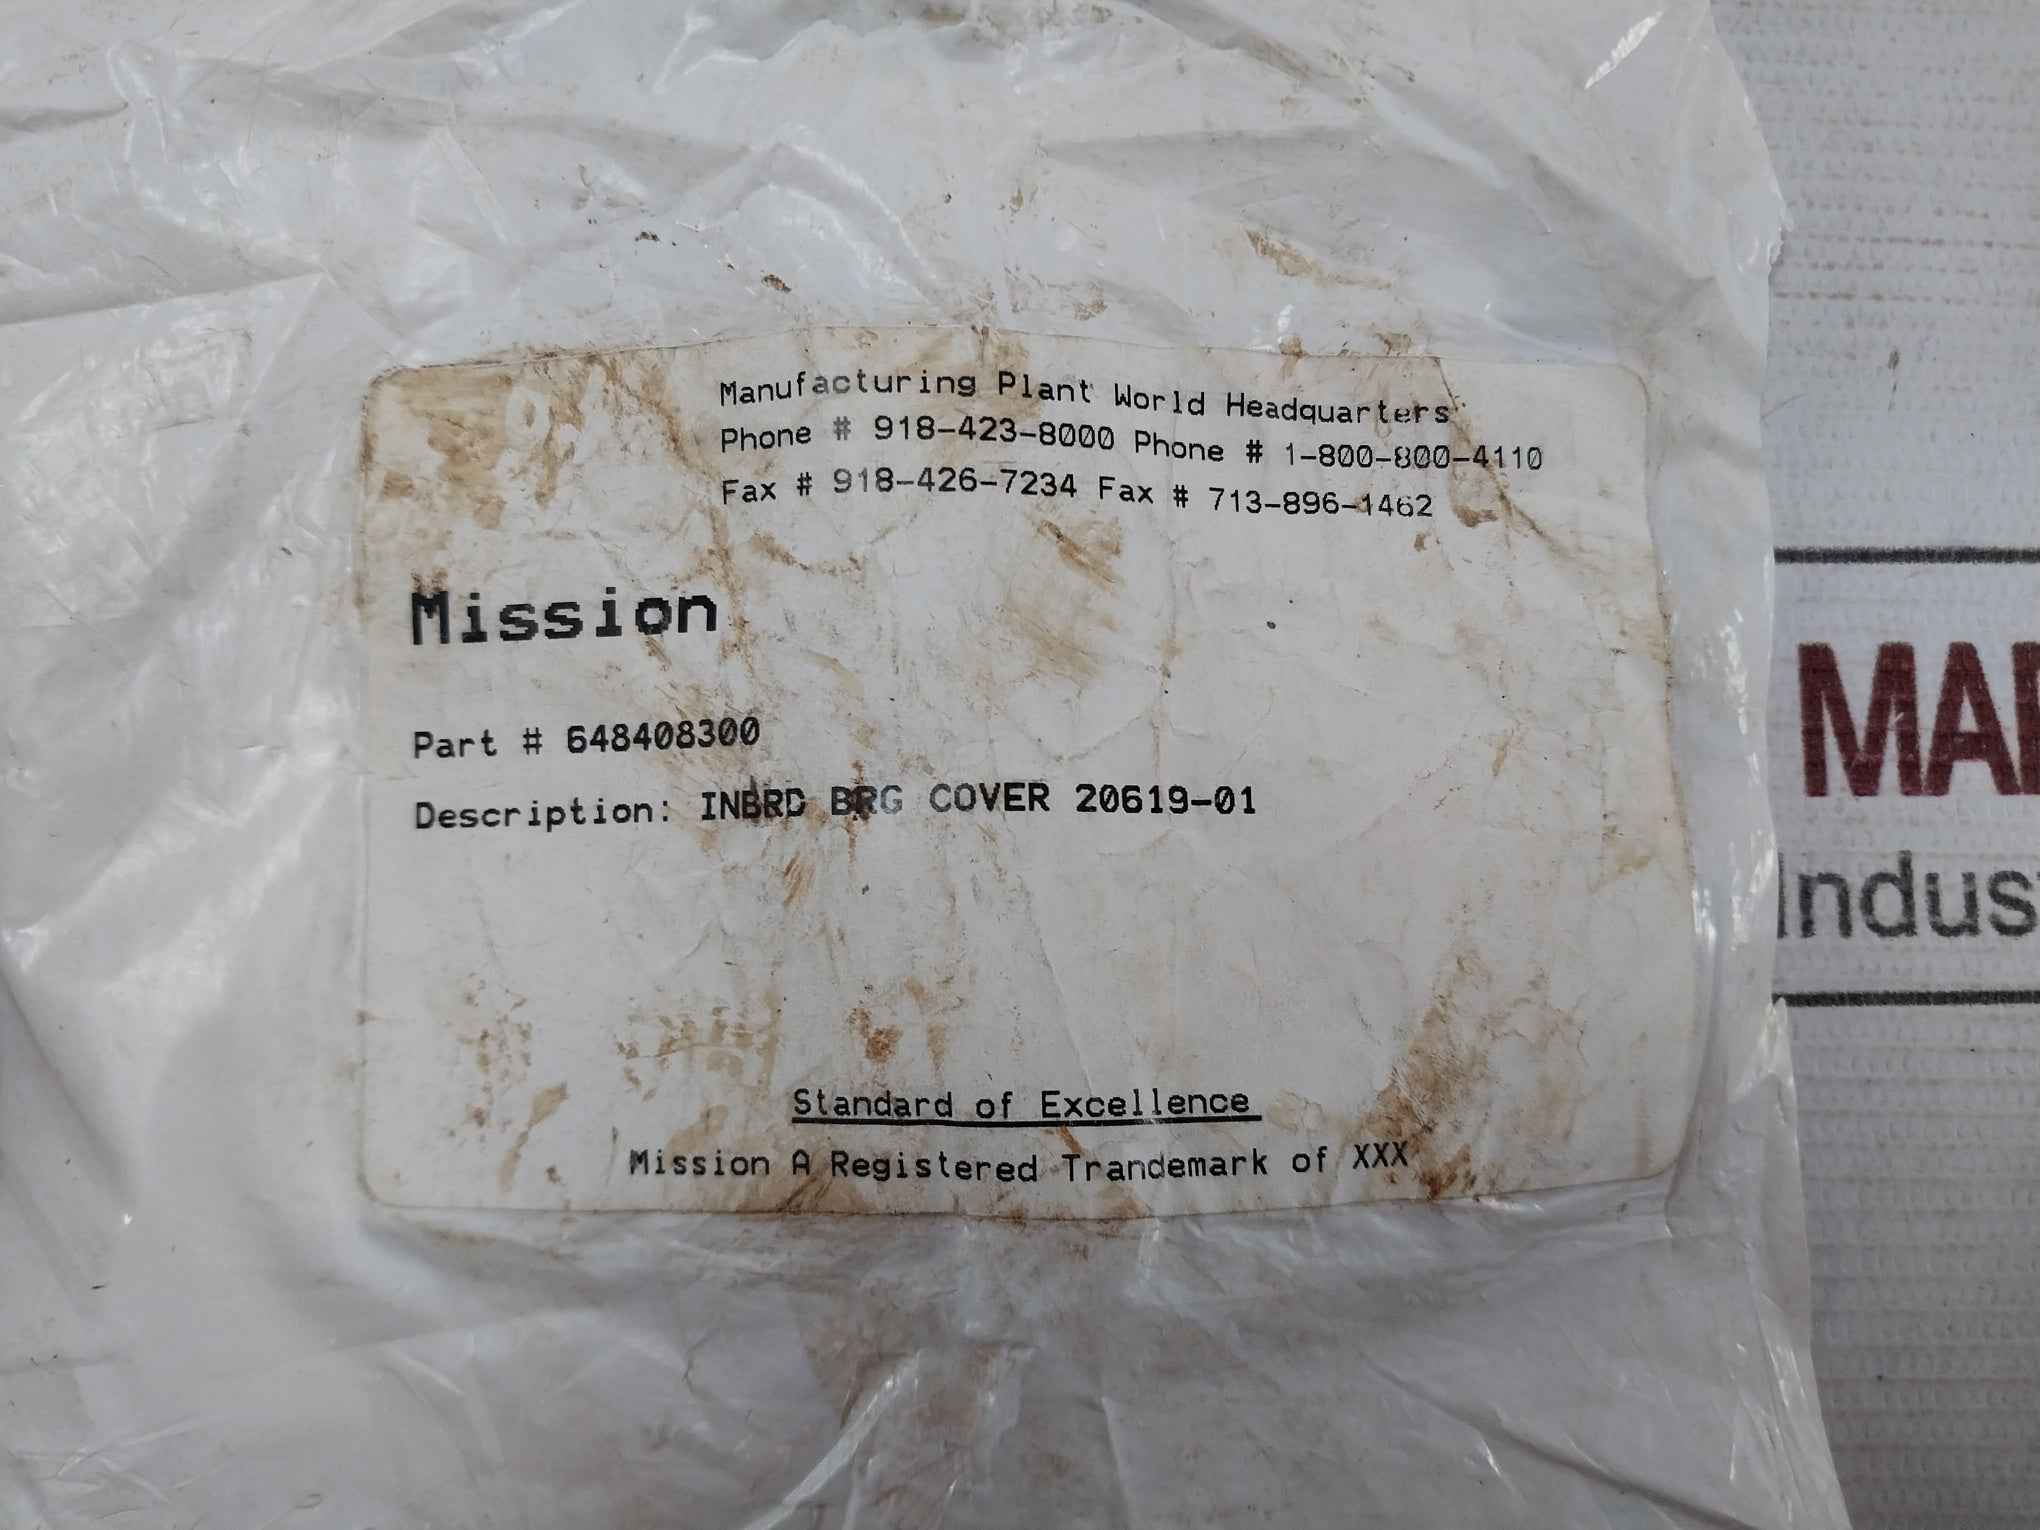 Manufacturing Plant World Headquarters
Phone # 918-423-8000 Phone # 1-800-800-4110
Fax # 918-426-7234 Fax # 713-896-1462
Mission
Part # 648408300
Description: INBRD BRG COVER 20619-01
Standard of Excellence
Mission A Registered Trandemark of XXX